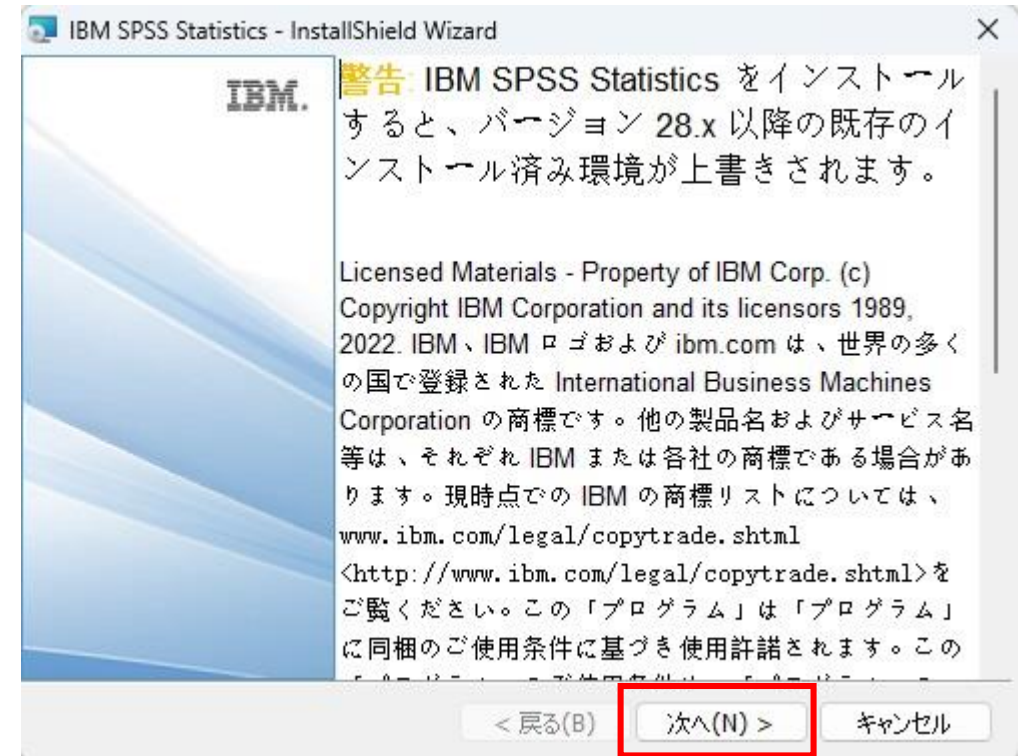 IBM SPSS Statistics - InstallShield Wizard
IBM.
警告: IBM SPSS Statistics をインストール
すると、バージョン 28.x 以降の既存のイ
ンストール済み環境が上書きされます。
Licensed Materials - Property of IBM Corp. (c)
Copyright IBM Corporation and its licensors 1989,
2022. IBM、IBM ロゴおよび ibm.com は、世界の多く
の国で登録された International Business Machines
Corporation の商標です。他の製品名およびサービス名
等は、それぞれ IBM または各社の商標である場合があ
ります。現時点での IBM の商標リストについては、
www.ibm.com/legal/copytrade.shtml
<http://www.ibm.com/legal/copytrade.shtml>を
ご覧ください。この「プログラム」は「プログラム」
に同梱のご使用条件に基づき使用許諾されます。この
< 戻る(B)
次へ(N) >
キャンセル